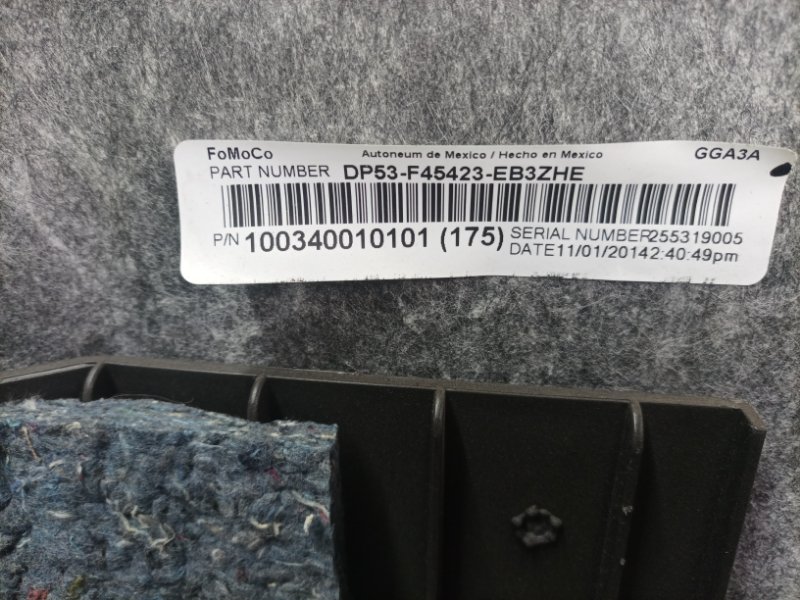 FoMoCo Autoneum de Mexico / Hecho en Mexico GGA3A
PART NUMBER DP53-F45423-EB3ZHE
P/N 100340010101 (175) SERIAL NUMBER255319005
DATE11/01/20142:40:49pm